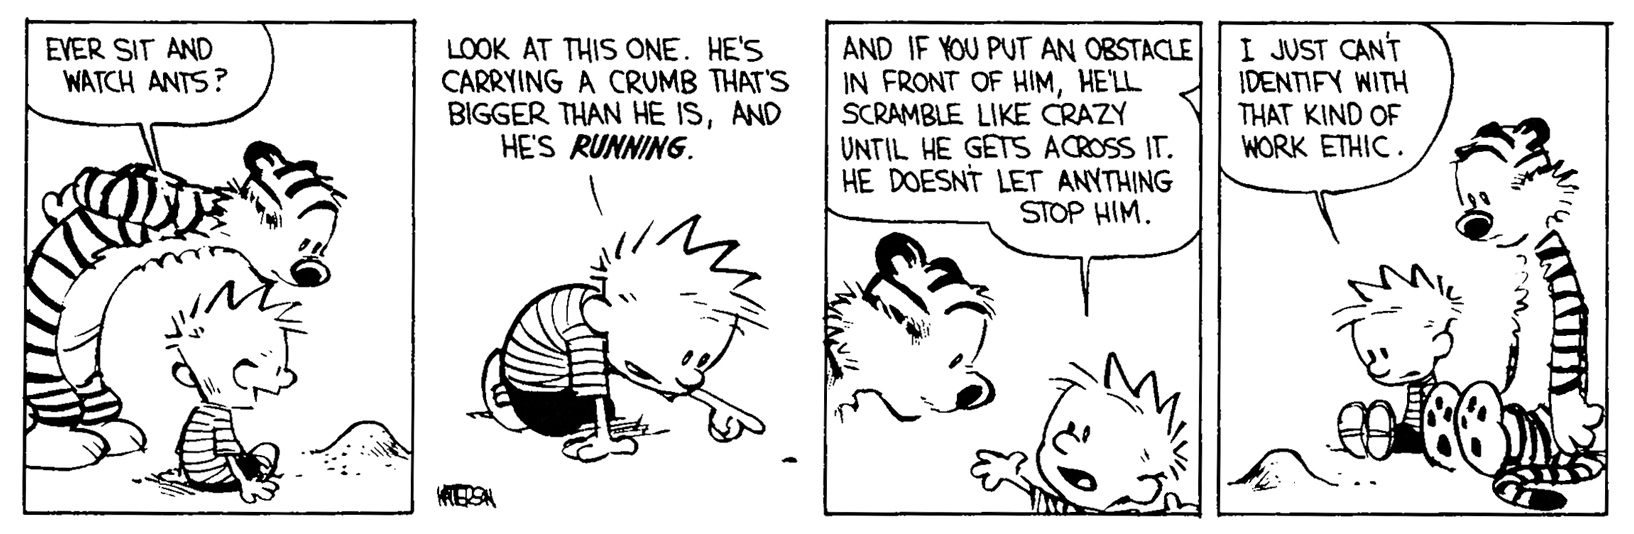 EVER SIT AND
WATCH ANTS?
LOOK AT THIS ONE. HE'S
CARRYING A CRUMB THAT'S
BIGGER THAN HE IS, AND
HE'S RUNNING.
WATTERSON
AND IF YOU PUT AN OBSTACLE
IN FRONT OF HIM, HE'LL
SCRAMBLE LIKE CRAZY
UNTIL HE GETS ACROSS IT.
HE DOESN'T LET ANYTHING
STOP HIM.
I JUST CAN'T
IDENTIFY WITH
THAT KIND OF
WORK ETHIC.